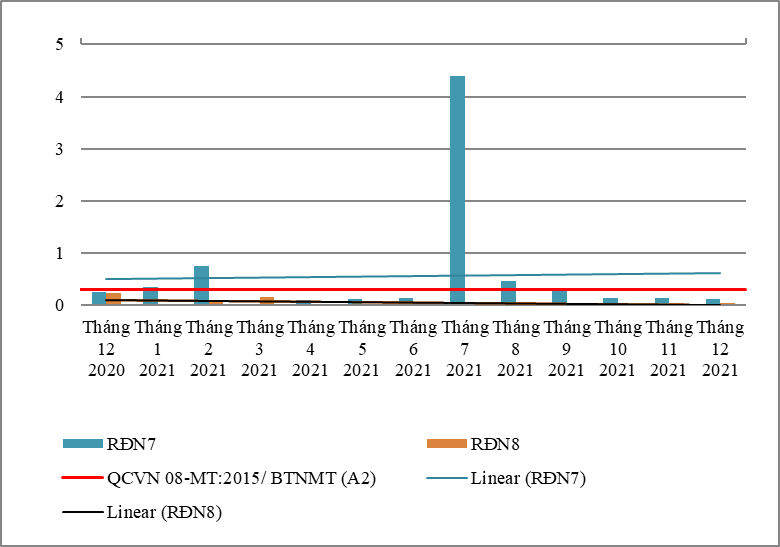 5
4
3
2
1
0
Tháng Tháng Tháng Tháng Tháng Tháng Tháng Tháng Tháng Tháng Tháng Tháng Tháng
12 1 2 3 4 5 6 7 8 9 10 11 12
2020 2021 2021 2021 2021 2021 2021 2021 2021 2021 2021 2021 2021
RĐN7 RĐN8
QCVN 08-MT:2015/ BTNMT (A2) Linear (RĐN7)
Linear (RĐN8)